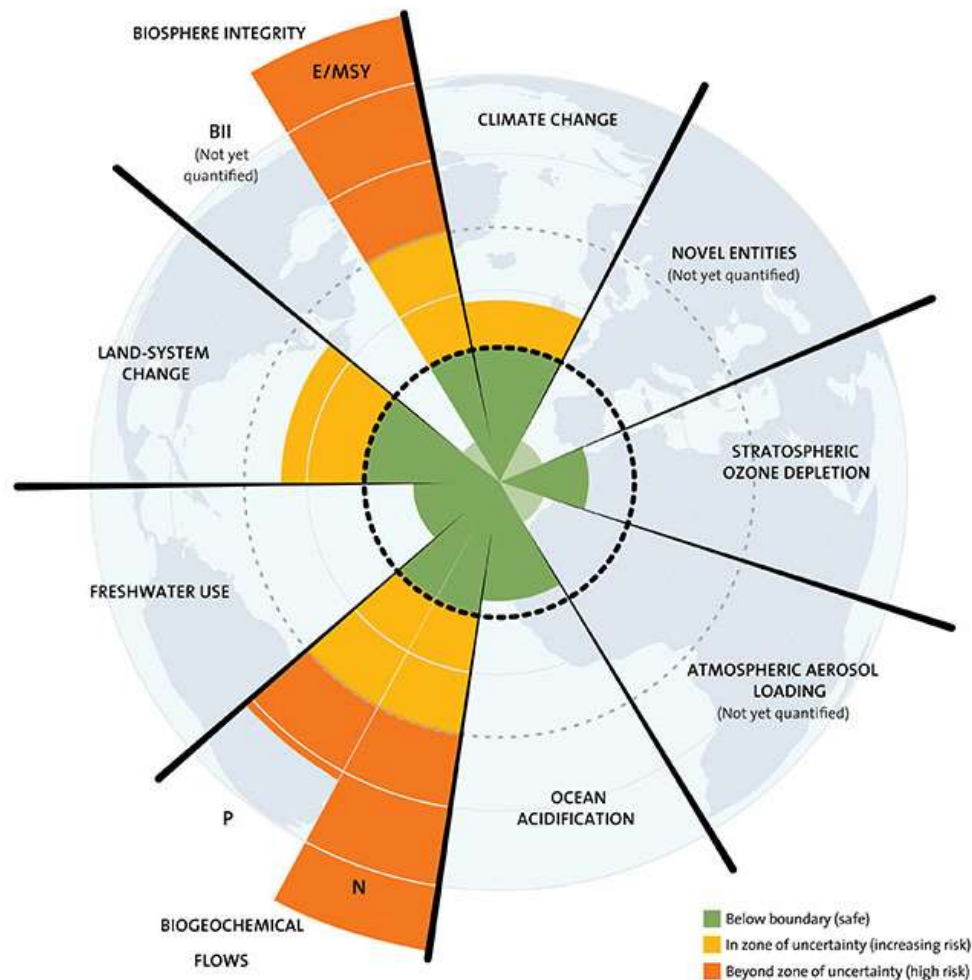 BIOSPHERE INTEGRITY
E/MSY
BII
(Not yet
quantified)
CLIMATE CHANGE
NOVEL ENTITIES
(Not yet quantified)
LAND-SYSTEM
CHANGE
STRATOSPHERIC
OZONE DEPLETION
FRESHWATER USE
ATMOSPHERIC AEROSOL
LOADING
(Not yet quantified)
OCEAN
ACIDIFICATION
P
N
BIOGEOCHEMICAL
FLOWS
Below boundary (safe)
In zone of uncertainty (increasing risk)
Beyond zone of uncertainty (high risk)